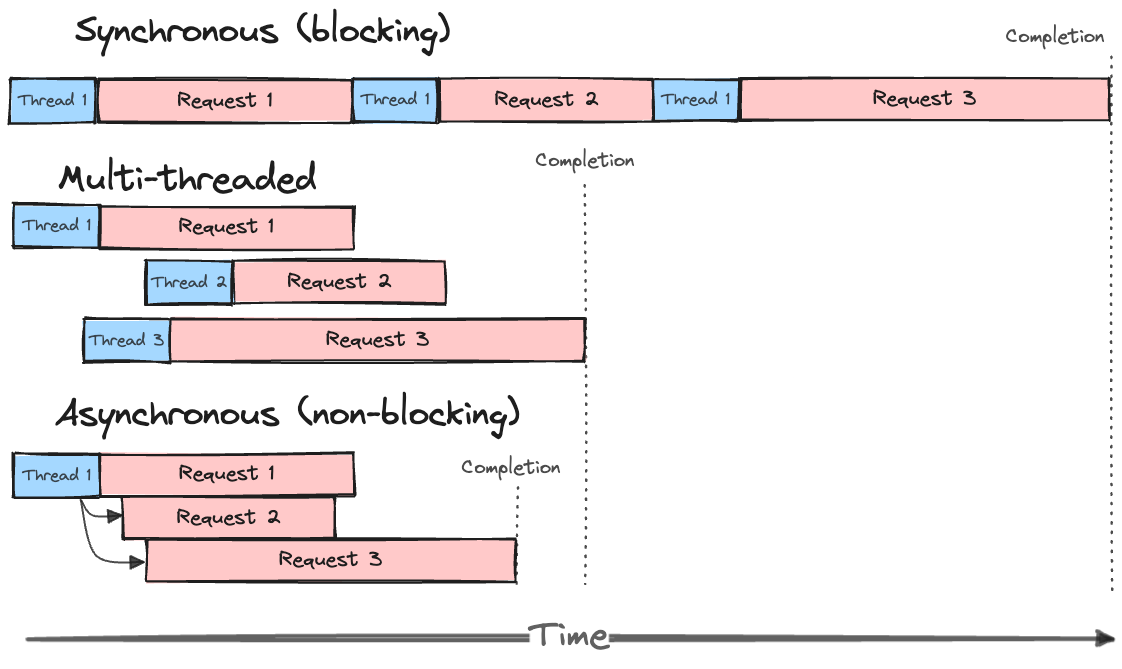 Synchronous (blocking)
Completion
Thread 1 Request 1 Thread 1 Request 2 Thread 1 Request 3
Completion
Multi-threaded
Thread 1 Request 1
Thread 2 Request 2
Thread 3 Request 3
Asynchronous (non-blocking)
Completion
Thread 1 Request 1
Request 2
Request 3
Time